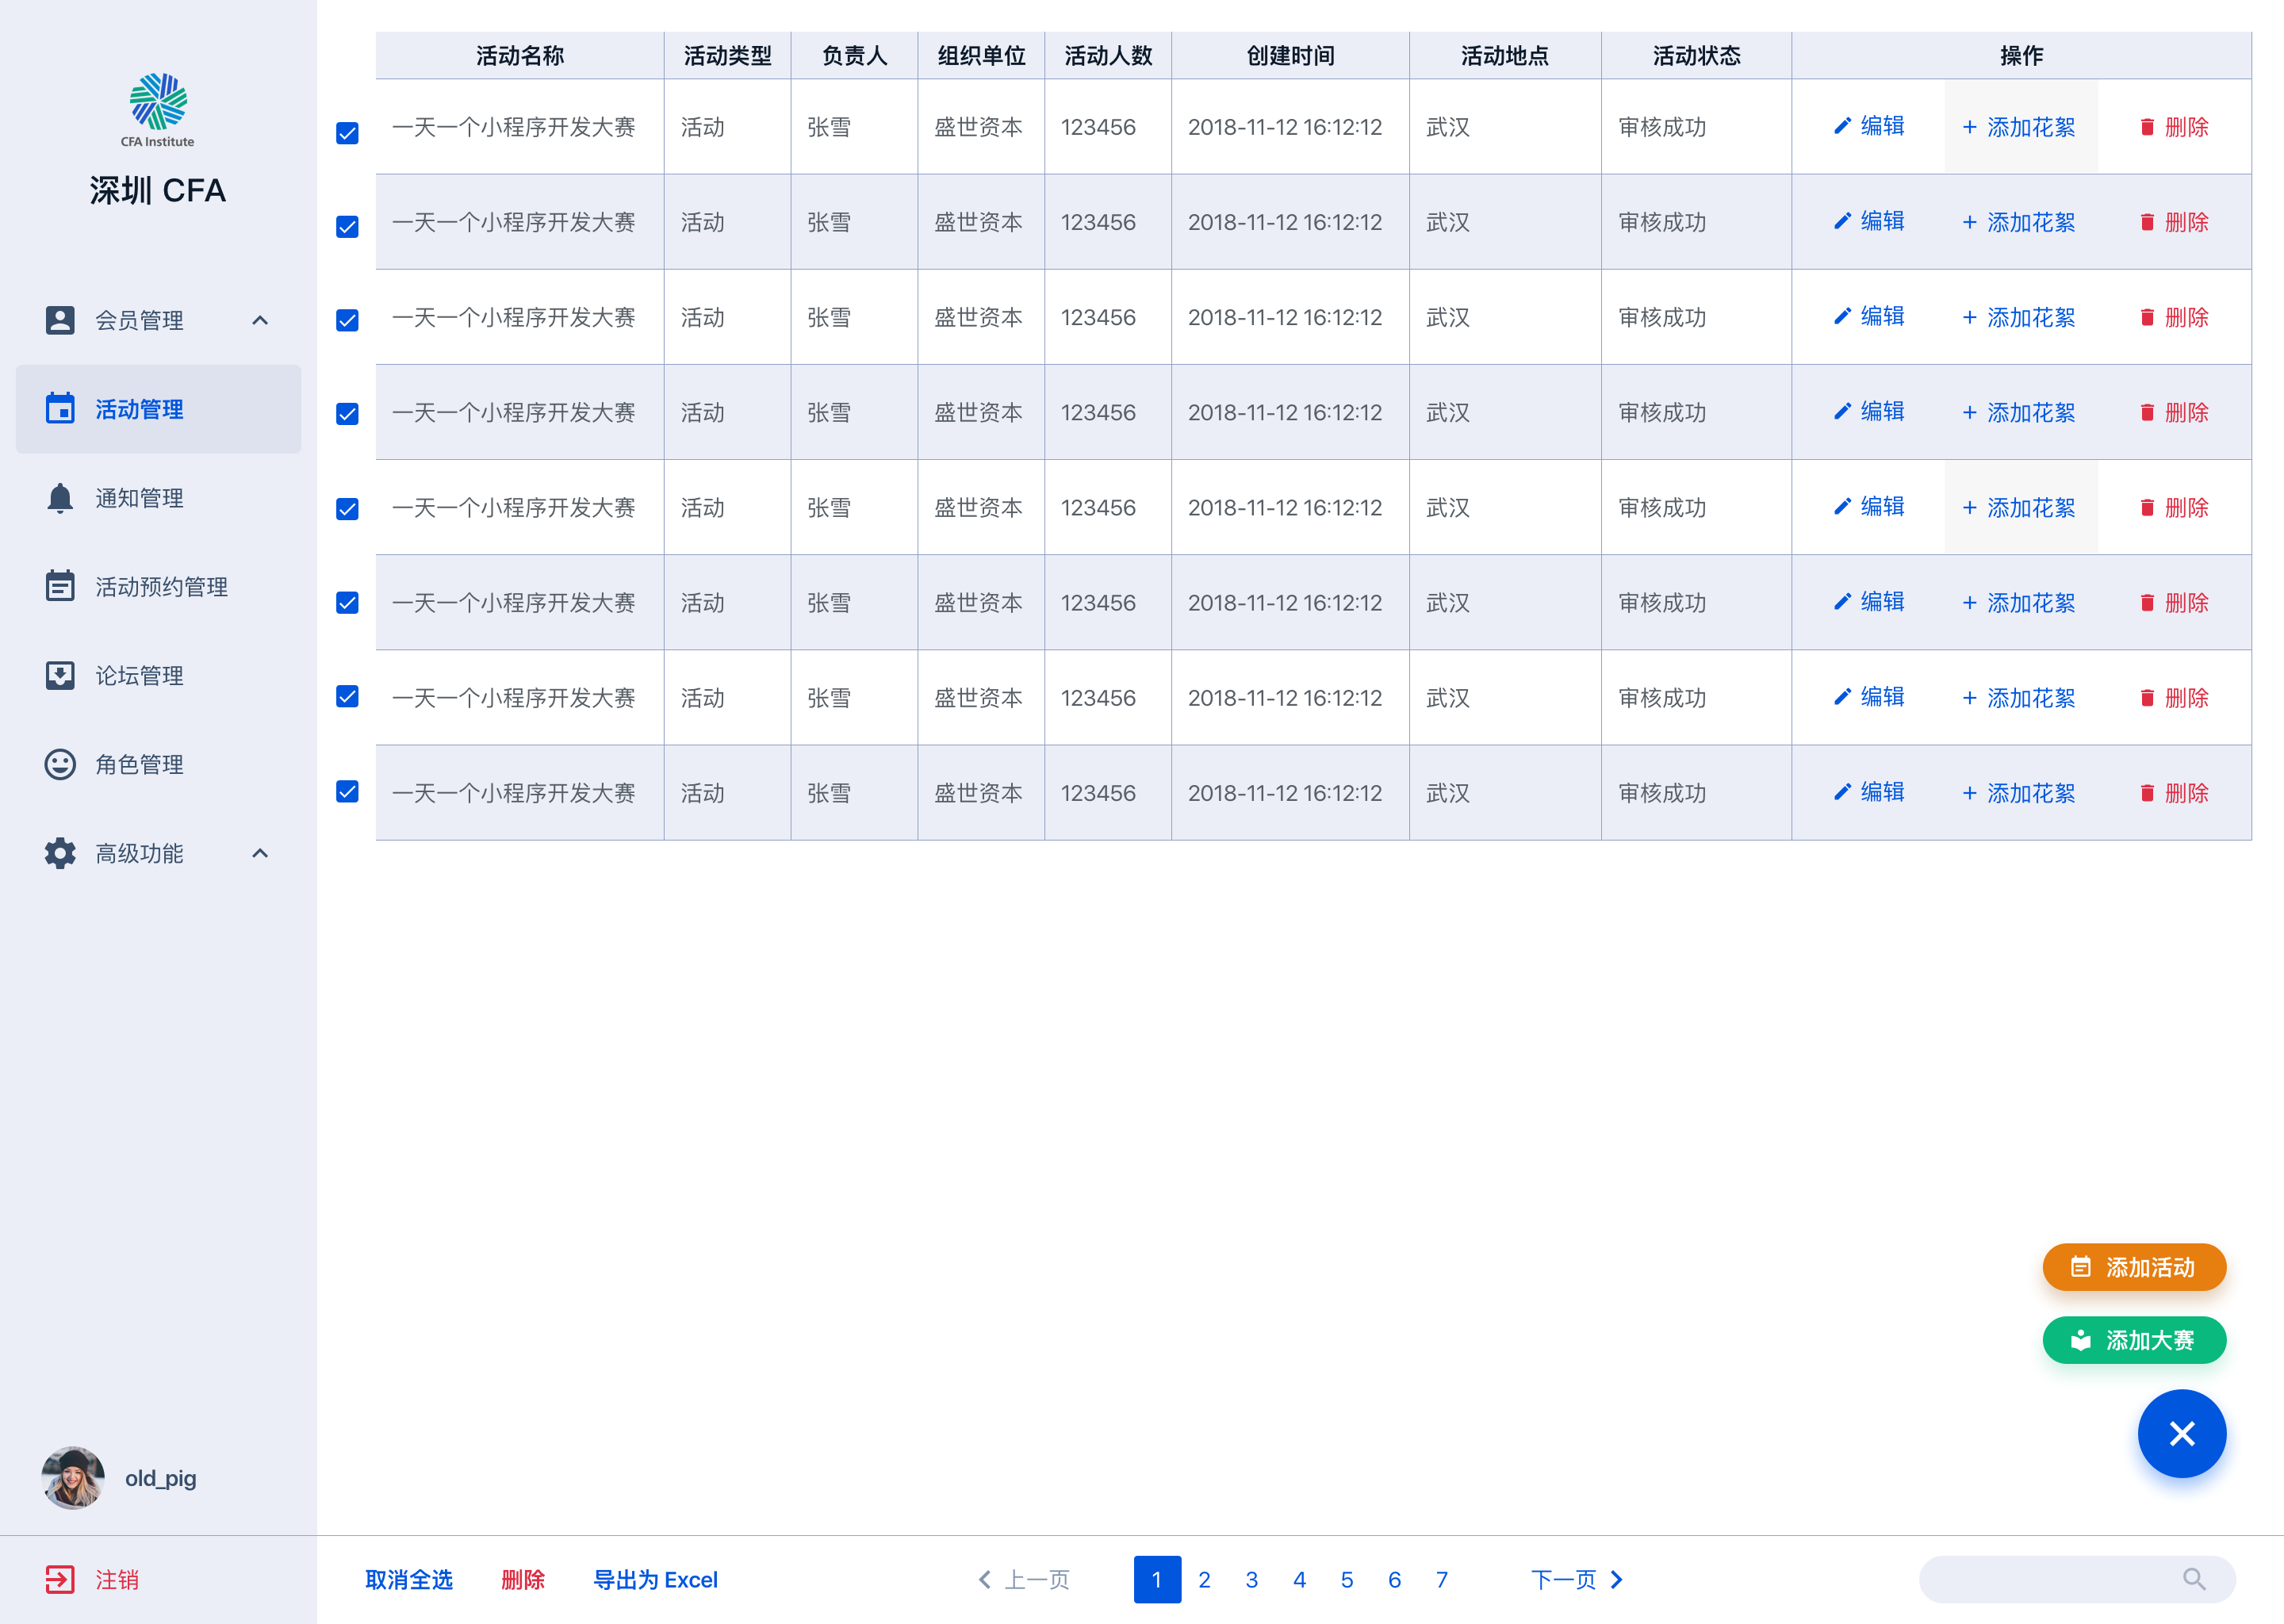 CFA Institute
深圳 CFA
会员管理
活动管理
通知管理
活动预约管理
论坛管理
角色管理
高级功能
old_pig
注销
活动名称 活动类型 负责人 组织单位 活动人数 创建时间 活动地点 活动状态 操作
一天一个小程序开发大赛 活动 张雪 盛世资本 123456 2018-11-12 16:12:12 武汉 审核成功 编辑 + 添加花絮 删除
一天一个小程序开发大赛 活动 张雪 盛世资本 123456 2018-11-12 16:12:12 武汉 审核成功 编辑 + 添加花絮 删除
一天一个小程序开发大赛 活动 张雪 盛世资本 123456 2018-11-12 16:12:12 武汉 审核成功 编辑 + 添加花絮 删除
一天一个小程序开发大赛 活动 张雪 盛世资本 123456 2018-11-12 16:12:12 武汉 审核成功 编辑 + 添加花絮 删除
一天一个小程序开发大赛 活动 张雪 盛世资本 123456 2018-11-12 16:12:12 武汉 审核成功 编辑 + 添加花絮 删除
一天一个小程序开发大赛 活动 张雪 盛世资本 123456 2018-11-12 16:12:12 武汉 审核成功 编辑 + 添加花絮 删除
一天一个小程序开发大赛 活动 张雪 盛世资本 123456 2018-11-12 16:12:12 武汉 审核成功 编辑 + 添加花絮 删除
一天一个小程序开发大赛 活动 张雪 盛世资本 123456 2018-11-12 16:12:12 武汉 审核成功 编辑 + 添加花絮 删除
添加活动
添加大赛
取消全选 删除 导出为 Excel 上一页 1 2 3 4 5 6 7 下一页